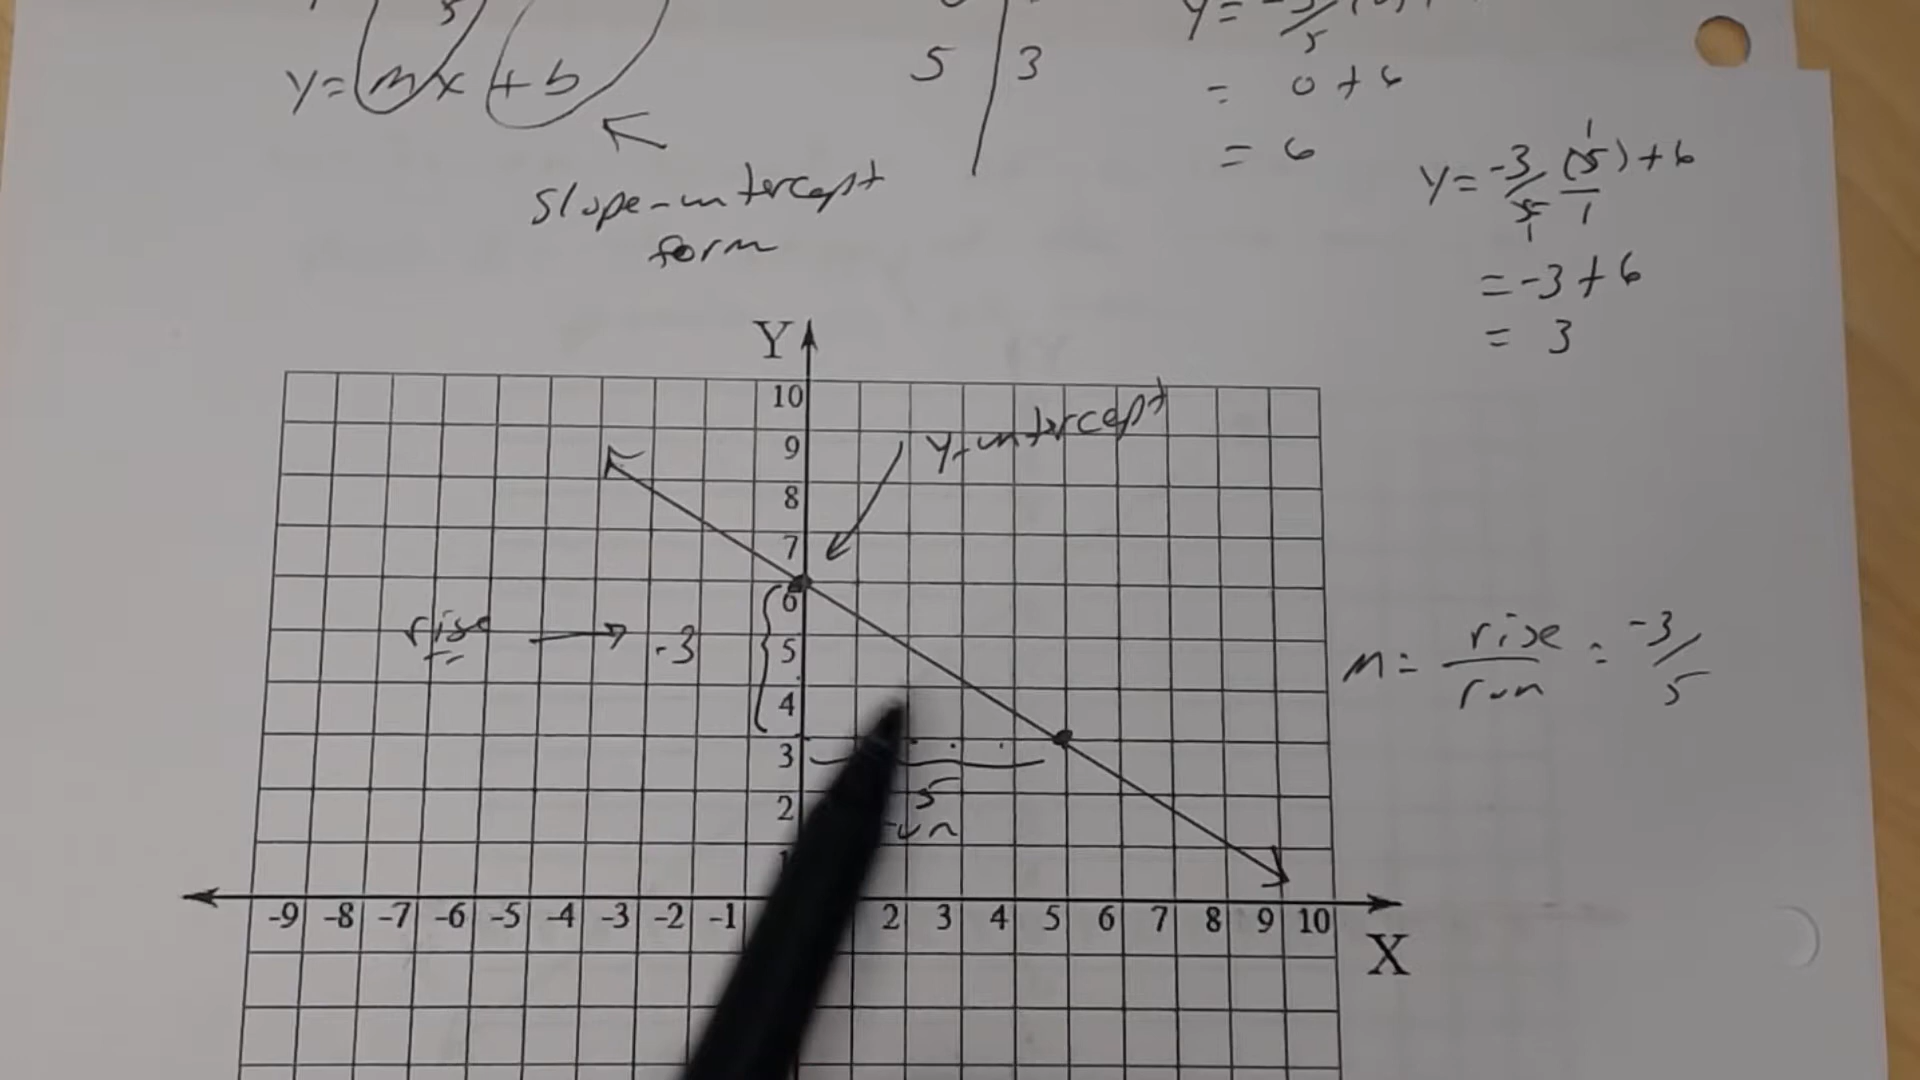 y = mx + b
5 | 3
= 0 + 6
= 6
slope-intercept
form
y = -3/5 (5)/1 + 6
1
1
= -3 + 6
= 3
Y
10
9
8
7
6
5
4
3
2
y-intercept
rise → -3
5
m = rise/run = -3/5
-9 -8 -7 -6 -5 -4 -3 -2 -1 2 3 4 5 6 7 8 9 10
X